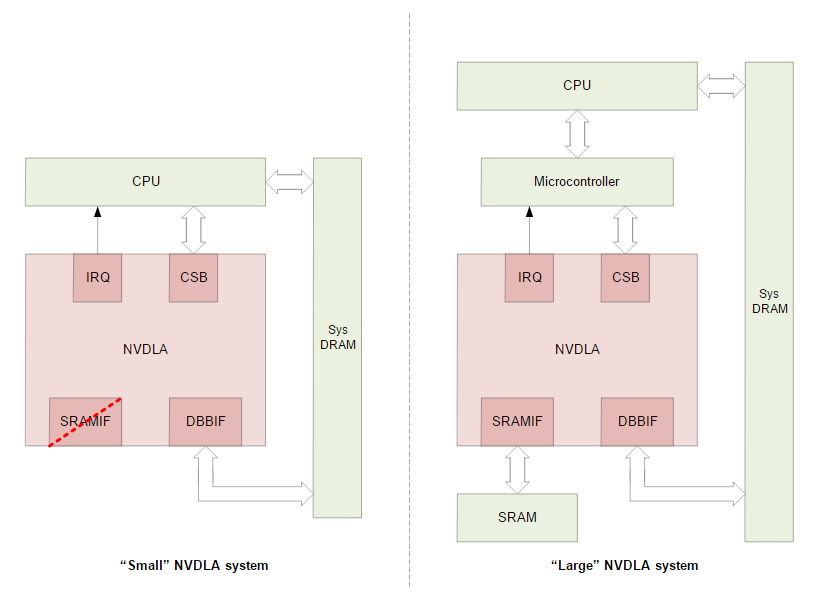 CPU
IRQ
CSB
NVDLA
SRAMIF
DBBIF
Sys
DRAM
“Small” NVDLA system
CPU
Microcontroller
IRQ
CSB
NVDLA
SRAMIF
DBBIF
SRAM
Sys
DRAM
“Large” NVDLA system